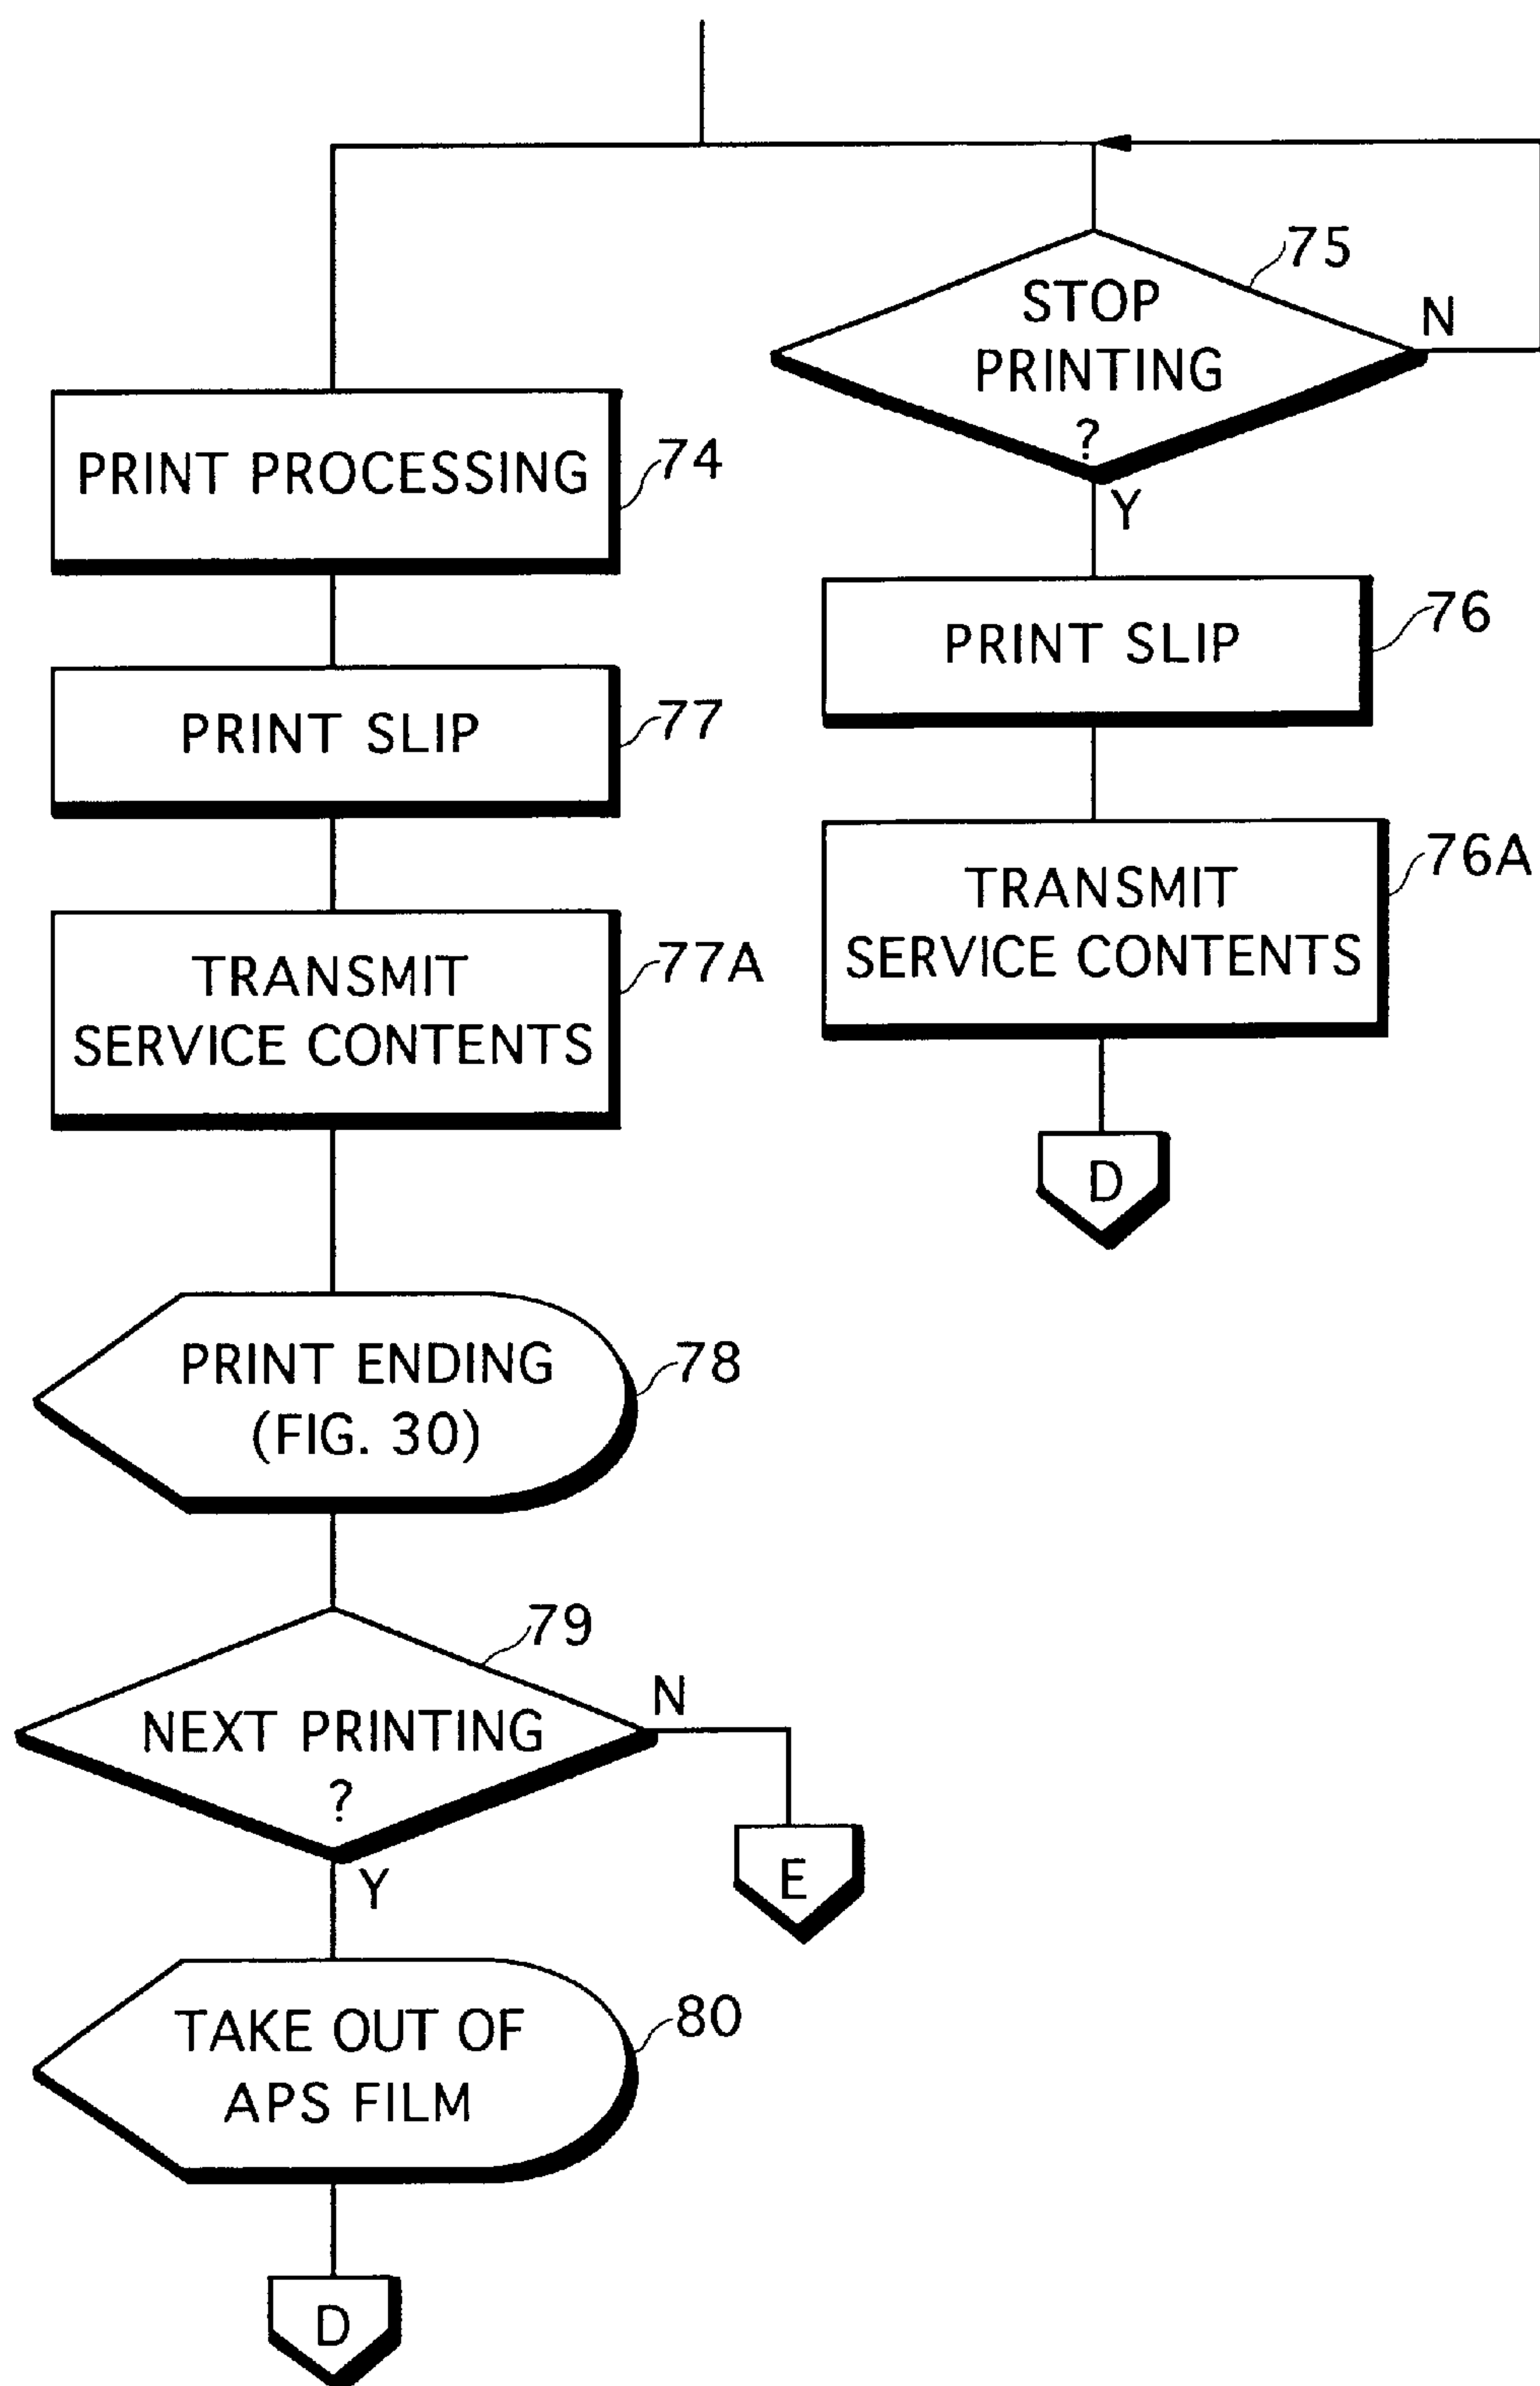 75
STOP
PRINTING
?
N
Y
PRINT PROCESSING
74
PRINT SLIP
76
PRINT SLIP
77
TRANSMIT
SERVICE CONTENTS
76A
TRANSMIT
SERVICE CONTENTS
77A
D
PRINT ENDING
(FIG. 30)
78
79
NEXT PRINTING
?
N
Y
E
TAKE OUT OF
APS FILM
80
D